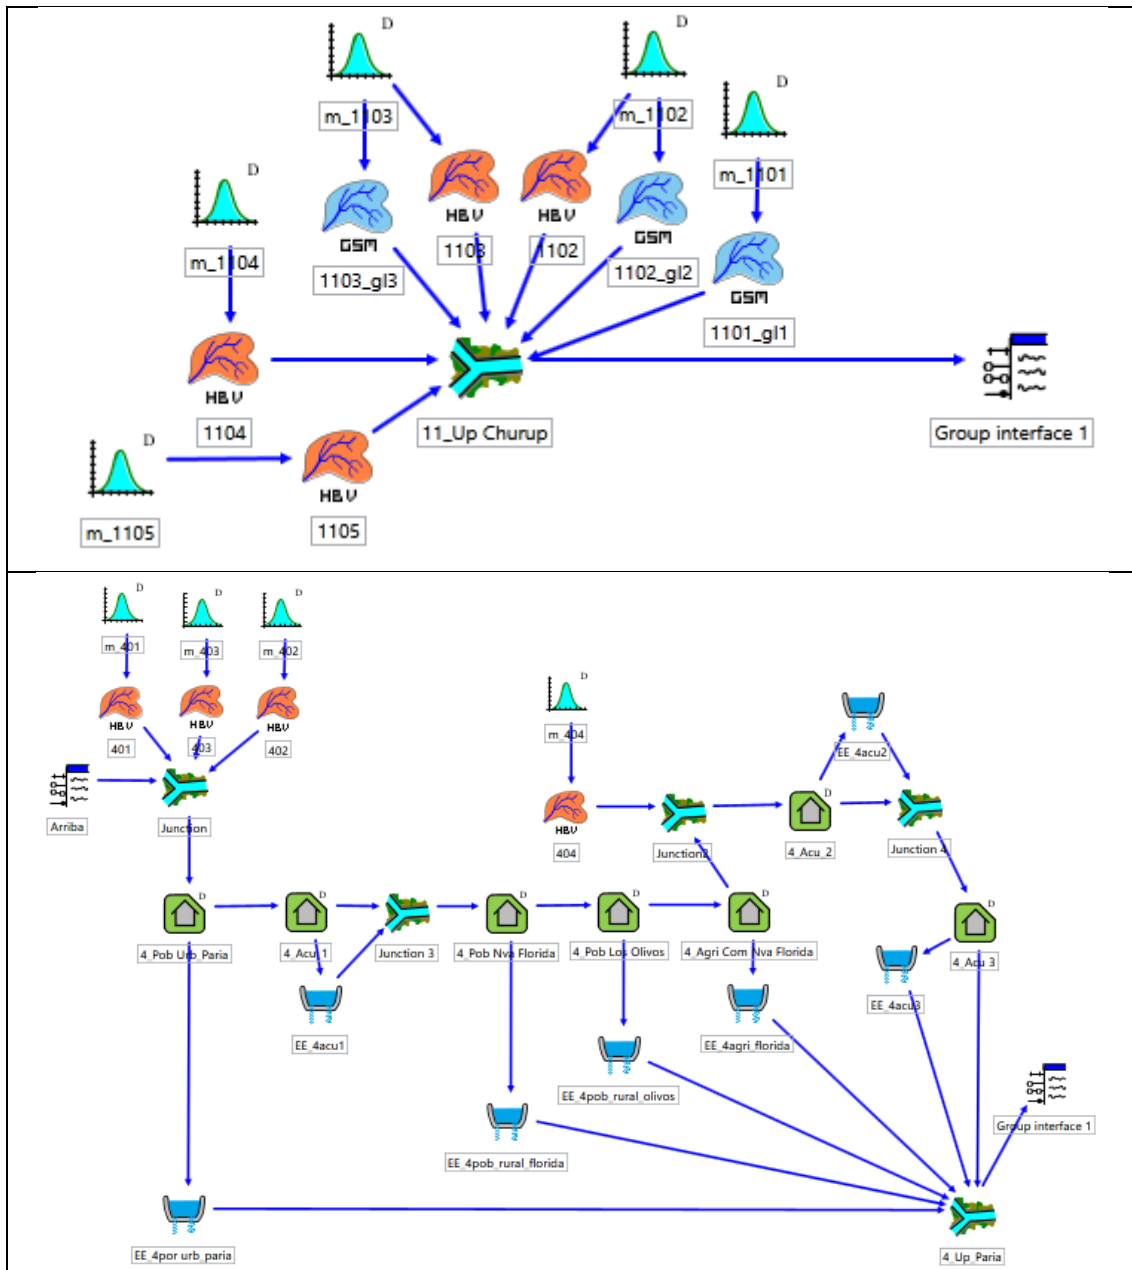 D
D
m_1103
m_1102
D
m_1101
D
m_1104
HBV
HBV
GSM
GSM
1103
1102
1103_gl3
1102_gl2
GSM
1101_gl1
HBV
1104
11_Up Churup
Group interface 1
D
m_1105
HBV
1105
D
D
D
m_401
m_403
m_402
HBV
HBV
HBV
401
403
402
D
m_404
EE_4acu2
Arriba
Junction
HBV
404
Junction2
D
4_Acu_2
Junction 4
D
4_Pob Urb_Paria
D
4_Acu_1
Junction 3
D
4_Pob Nva Florida
D
4_Pob Los Olivos
D
4_Agri Com Nva Florida
D
4_Acu 3
EE_4acu1
EE_4agri_florida
EE_4acu3
EE_4pob_rural_olivos
Group interface 1
EE_4pob_rural_florida
EE_4por urb_paria
4_Up_Paria